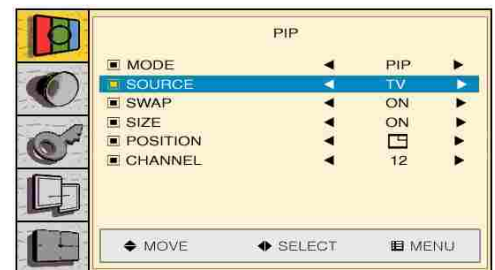 PIP
MODE PIP
SOURCE TV
SWAP ON
SIZE ON
POSITION
CHANNEL 12
MOVE SELECT MENU